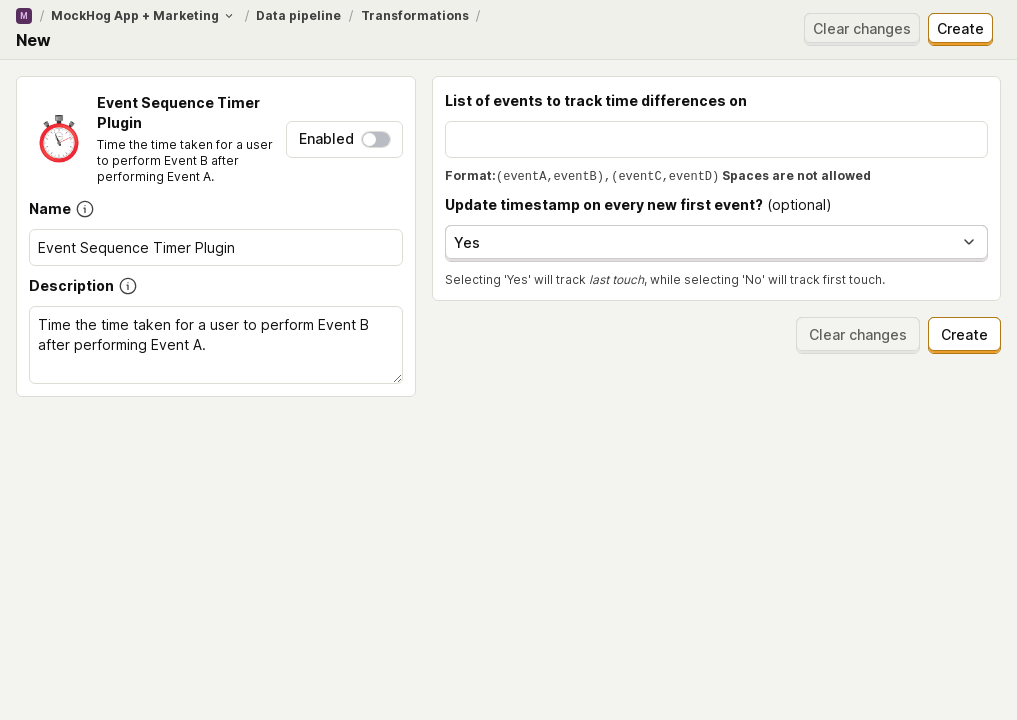 M / MockHog App + Marketing / Data pipeline / Transformations /
New
Clear changes
Create
Event Sequence Timer
Plugin
Time the time taken for a user
to perform Event B after
performing Event A.
Enabled
Name
Event Sequence Timer Plugin
Description
Time the time taken for a user to perform Event B
after performing Event A.
List of events to track time differences on
Format:(eventA,eventB),(eventC,eventD) Spaces are not allowed
Update timestamp on every new first event? (optional)
Yes
Selecting 'Yes' will track last touch, while selecting 'No' will track first touch.
Clear changes
Create